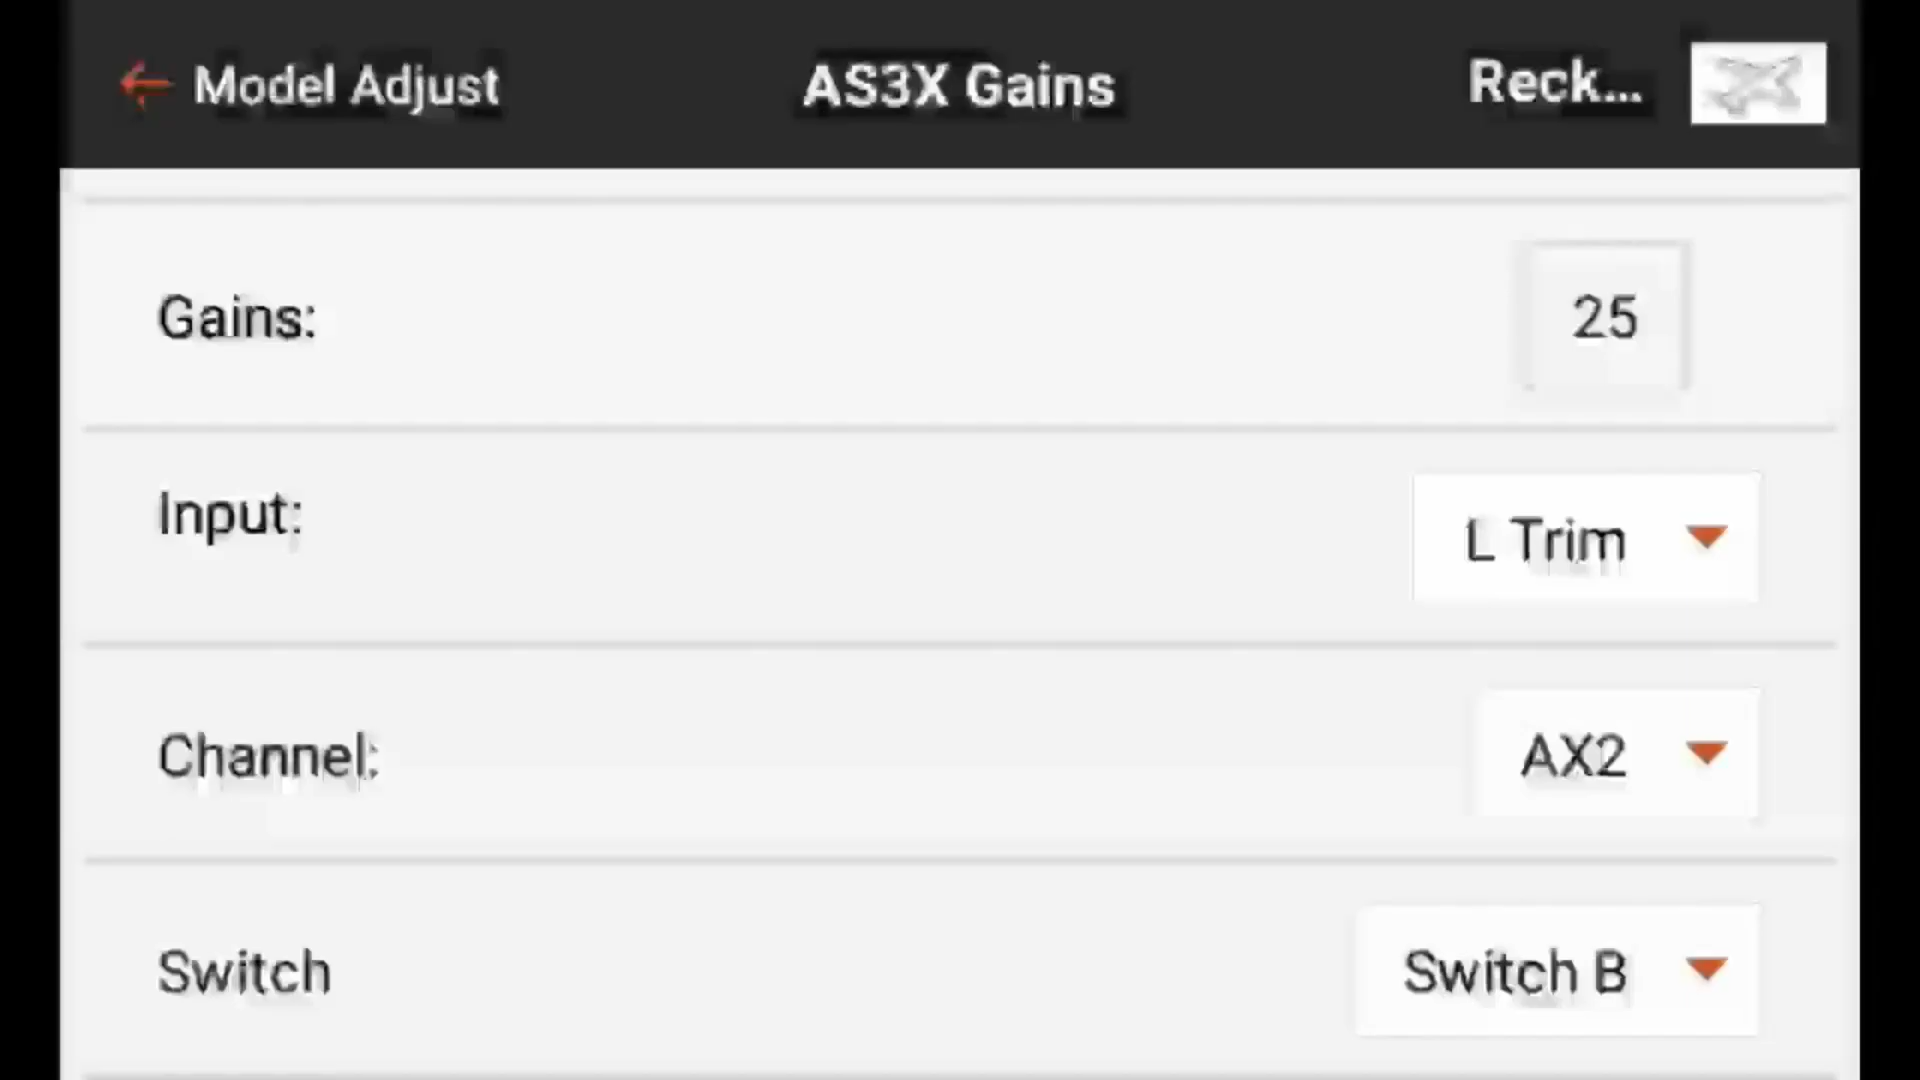 Model Adjust
AS3X Gains
Reck...
Gains:
25
Input:
L Trim
Channel:
AX2
Switch
Switch B